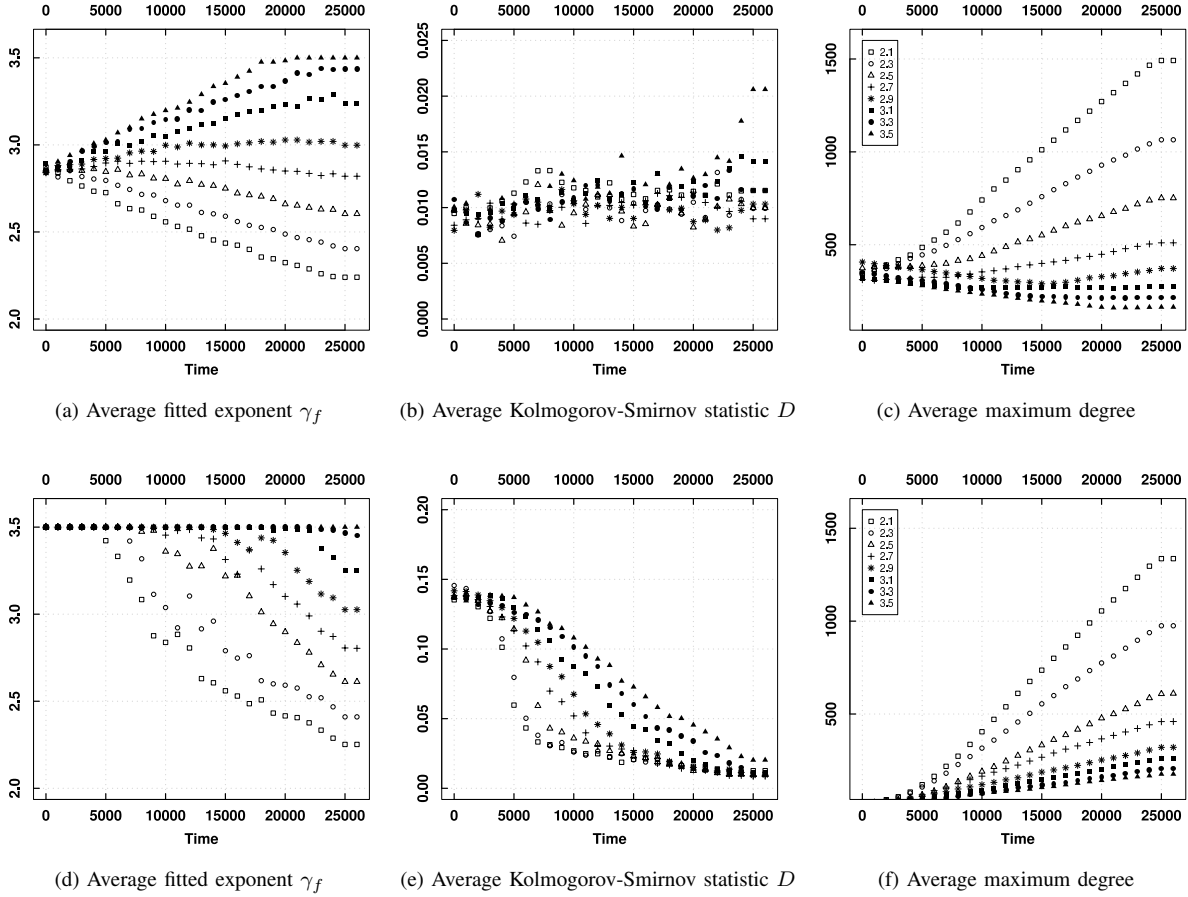 0 5000 10000 15000 20000 25000
0 5000 10000 15000 20000 25000
0 5000 10000 15000 20000 25000
3.5
3.0
2.5
2.0
0.025
0.020
0.015
0.010
0.005
0.000
1500
1000
500
2.1
2.3
2.5
2.7
2.9
3.1
3.3
3.5
0 5000 10000 15000 20000 25000
0 5000 10000 15000 20000 25000
0 5000 10000 15000 20000 25000
Time
Time
Time
(a) Average fitted exponent γf
(b) Average Kolmogorov-Smirnov statistic D
(c) Average maximum degree
0 5000 10000 15000 20000 25000
0 5000 10000 15000 20000 25000
0 5000 10000 15000 20000 25000
3.5
3.0
2.5
2.0
0.20
0.15
0.10
0.05
0.00
1500
1000
500
2.1
2.3
2.5
2.7
2.9
3.1
3.3
3.5
0 5000 10000 15000 20000 25000
0 5000 10000 15000 20000 25000
0 5000 10000 15000 20000 25000
Time
Time
Time
(d) Average fitted exponent γf
(e) Average Kolmogorov-Smirnov statistic D
(f) Average maximum degree